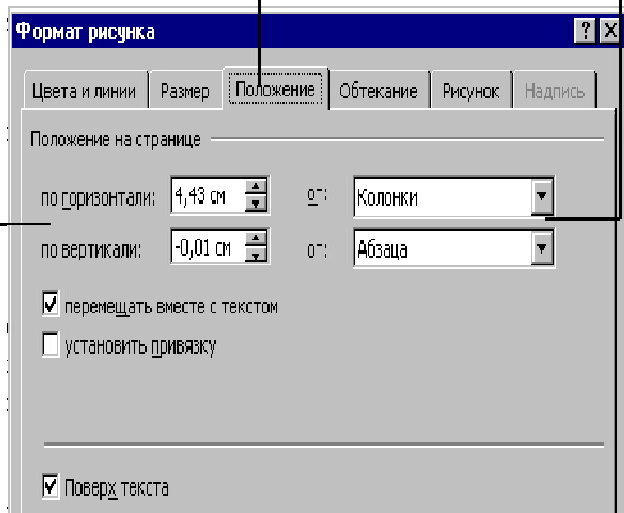 Формат рисунка
Цвета и линии Размер Положение Обтекание Рисунок Надпись
Положение на странице
по горизонтали: 4,43 см от: Колонки
по вертикали: -0,01 см от: Абзаца
перемещать вместе с текстом
установить привязку
Поверх текста